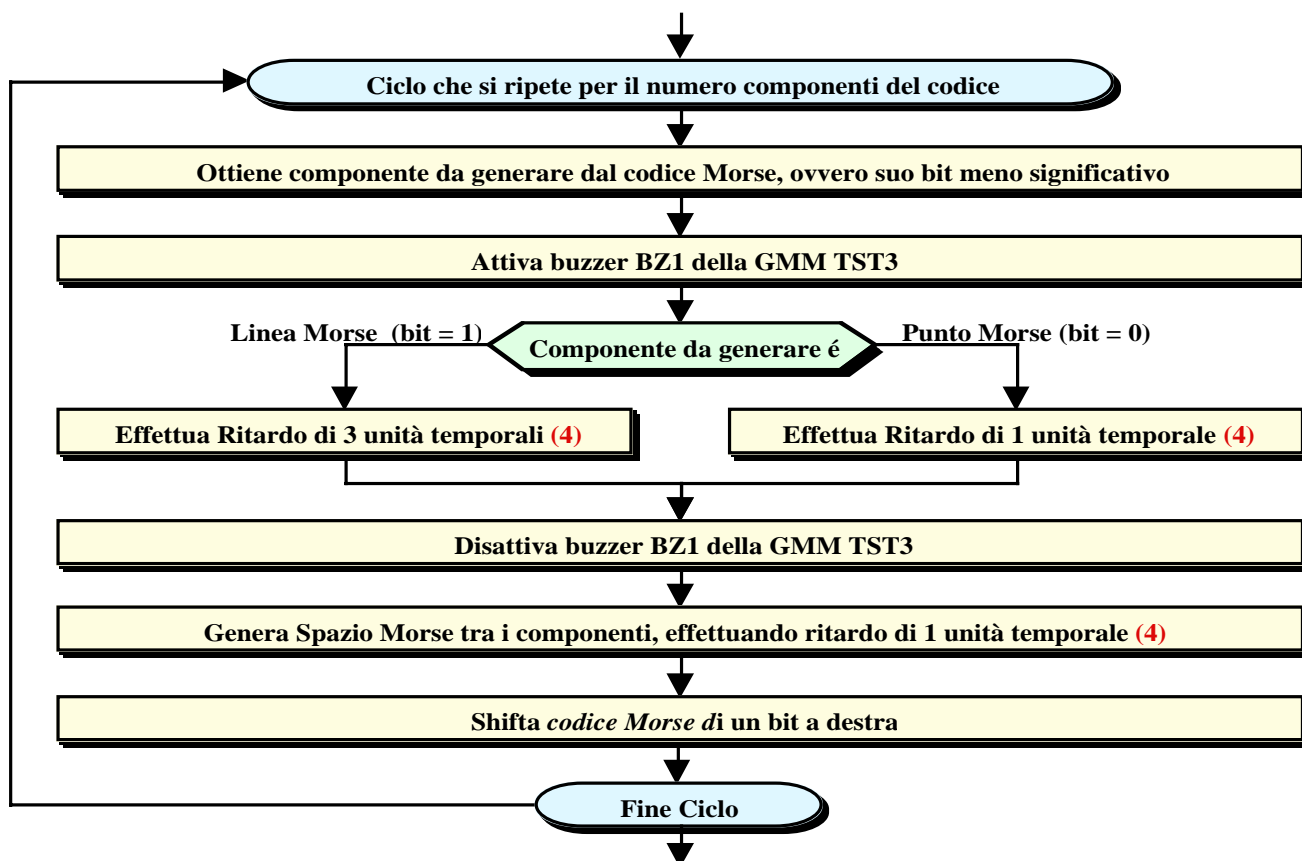 Ciclo che si ripete per il numero componenti del codice
Ottiene componente da generare dal codice Morse, ovvero suo bit meno significativo
Attiva buzzer BZ1 della GMM TST3
Linea Morse (bit = 1)
Componente da generare é
Punto Morse (bit = 0)
Effettua Ritardo di 3 unità temporali (4)
Effettua Ritardo di 1 unità temporale (4)
Disattiva buzzer BZ1 della GMM TST3
Genera Spazio Morse tra i componenti, effettuando ritardo di 1 unità temporale (4)
Shifta codice Morse di un bit a destra
Fine Ciclo